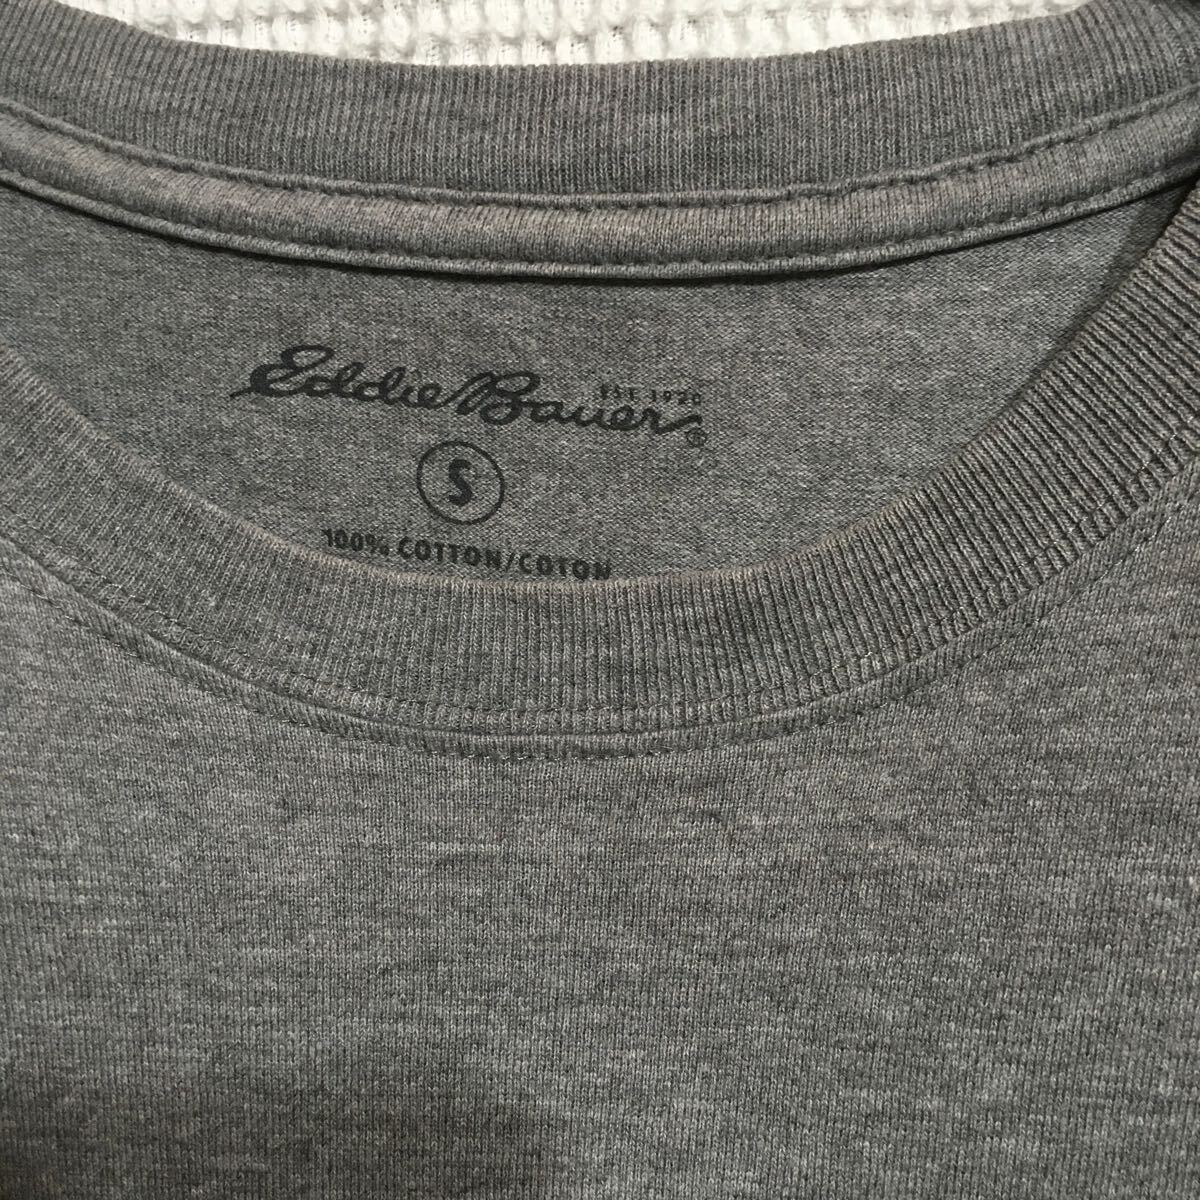 Eddie Bauer EST 1920
®
S
100% COTTON/COTON